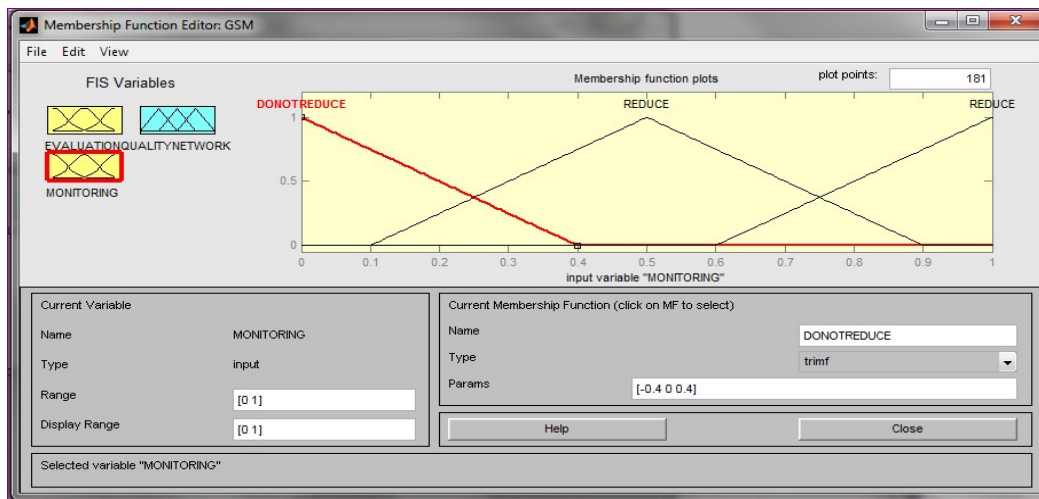 Membership Function Editor: GSM
File Edit View
FIS Variables
EVALUATIONQUALITYNETWORK
MONITORING
Membership function plots
plot points: 181
DONOTREDUCE REDUCE REDUCE
1
0.5
0
0 0.1 0.2 0.3 0.4 0.5 0.6 0.7 0.8 0.9 1
input variable "MONITORING"
Current Variable
Name MONITORING
Type input
Range [0 1]
Display Range [0 1]
Current Membership Function (click on MF to select)
Name DONOTREDUCE
Type trimf
Params [-0.4 0 0.4]
Help Close
Selected variable "MONITORING"